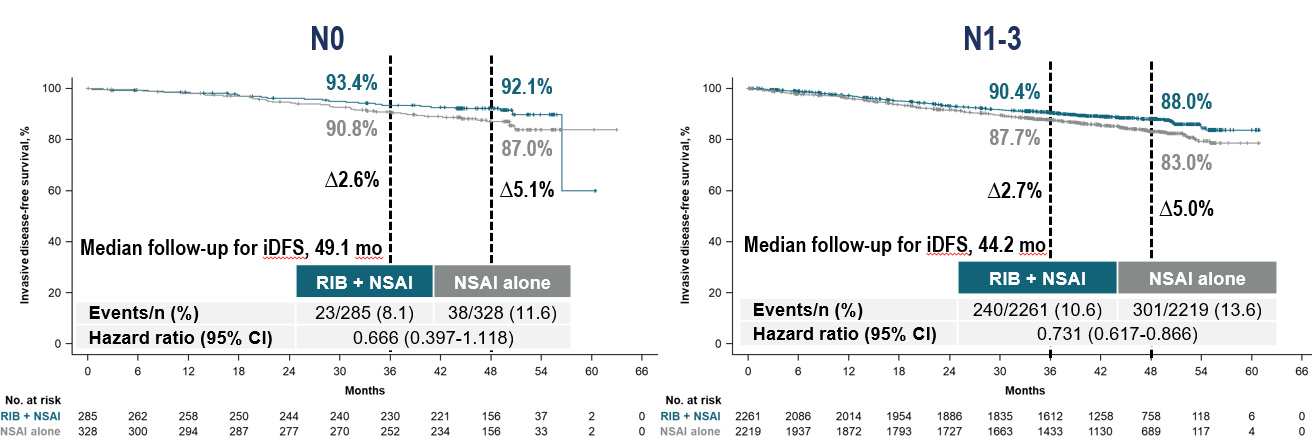 N0
Invasive disease-free survival, %
100
80
60
40
20
0
93.4%
92.1%
90.8%
87.0%
Δ2.6%
Δ5.1%
Median follow-up for iDFS, 49.1 mo
RIB + NSAI NSAI alone
Events/n (%) 23/285 (8.1) 38/328 (11.6)
Hazard ratio (95% CI) 0.666 (0.397-1.118)
0 6 12 18 24 30 36 42 48 54 60 66
Months
No. at risk
RIB + NSAI 285 262 258 250 244 240 230 221 156 37 2 0
NSAI alone 328 300 294 287 277 270 252 234 156 33 2 0
N1-3
Invasive disease-free survival, %
100
80
60
40
20
0
90.4%
88.0%
87.7%
83.0%
Δ2.7%
Δ5.0%
Median follow-up for iDFS, 44.2 mo
RIB + NSAI NSAI alone
Events/n (%) 240/2261 (10.6) 301/2219 (13.6)
Hazard ratio (95% CI) 0.731 (0.617-0.866)
0 6 12 18 24 30 36 42 48 54 60 66
Months
No. at risk
RIB + NSAI 2261 2086 2014 1954 1886 1835 1612 1258 758 118 6 0
NSAI alone 2219 1937 1872 1793 1727 1663 1433 1130 689 117 4 0